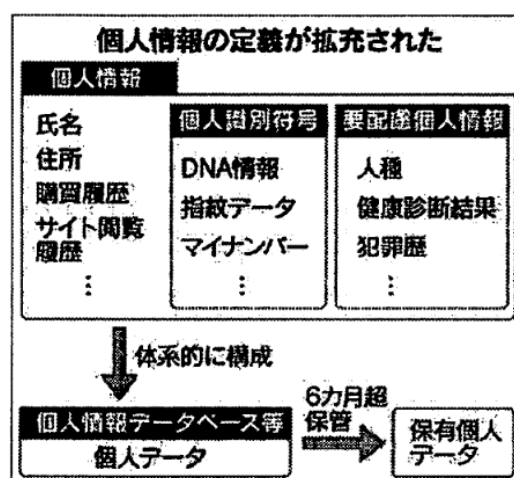 個人情報の定義が拡充された
個人情報
氏名
住所
購買履歴
サイト閲覧
履歴
⋮
個人識別符号
DNA情報
指紋データ
マイナンバー
⋮
要配慮個人情報
人種
健康診断結果
犯罪歴
⋮
体系的に構成
個人情報データベース等
個人データ
6カ月超
保管
保有個人
データ